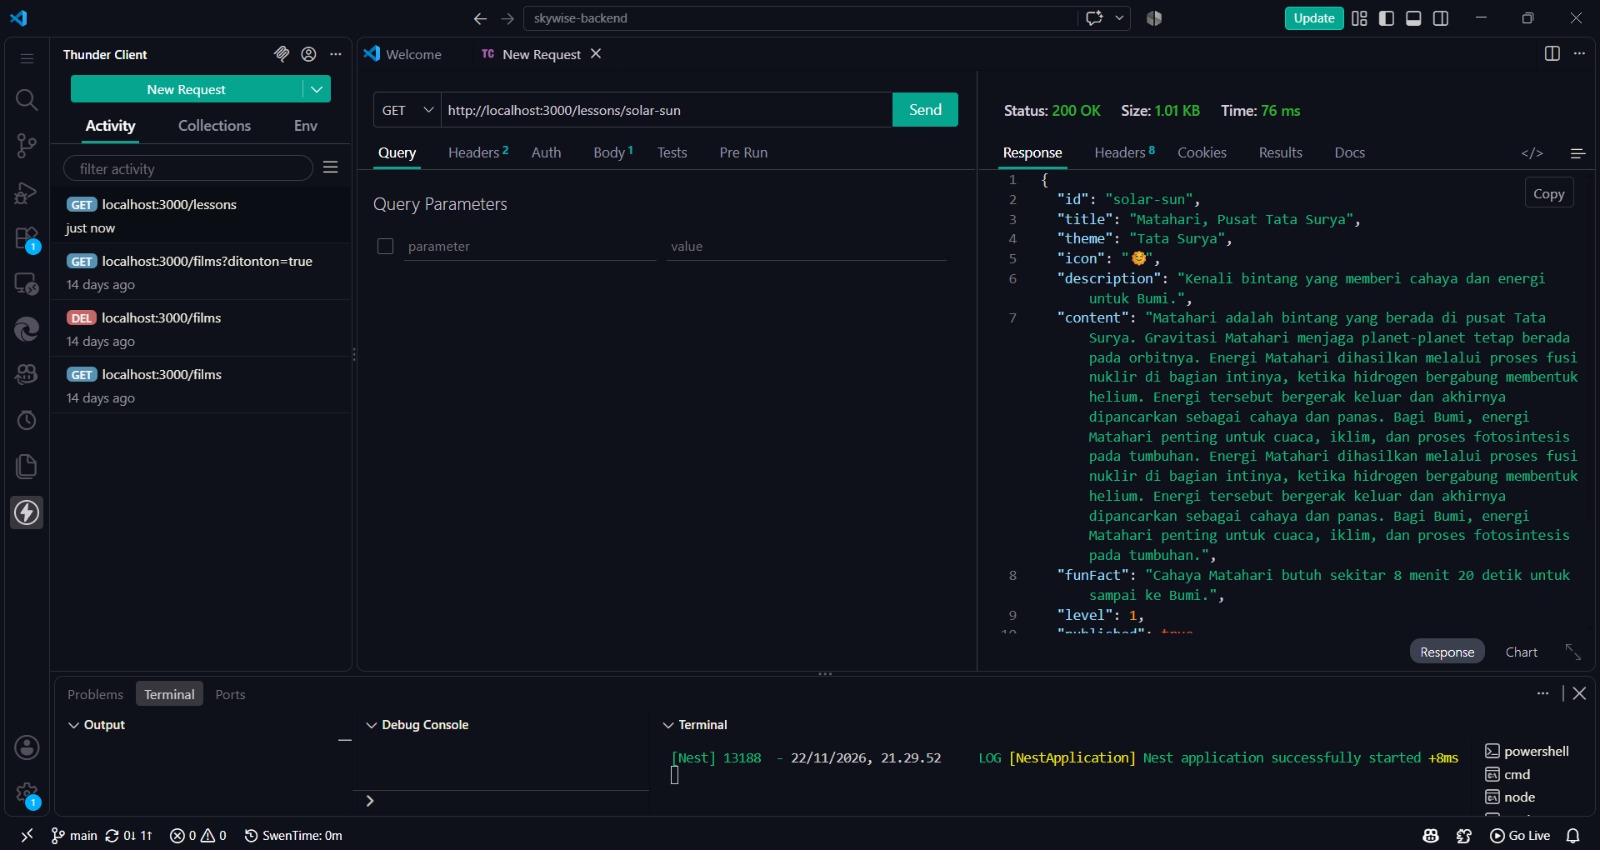 skywise-backend
Update
Thunder Client
New Request
Activity Collections Env
filter activity
GET localhost:3000/lessons
just now
GET localhost:3000/films?ditonton=true
14 days ago
DEL localhost:3000/films
14 days ago
GET localhost:3000/films
14 days ago
1
1
Welcome
TC New Request
GET http://localhost:3000/lessons/solar-sun Send
Query Headers 2 Auth Body 1 Tests Pre Run
Query Parameters
parameter value
Status: 200 OK Size: 1.01 KB Time: 76 ms
Response Headers 8 Cookies Results Docs </>
Copy
1 {
2 "id": "solar-sun",
3 "title": "Matahari, Pusat Tata Surya",
4 "theme": "Tata Surya",
5 "icon": "🌞",
6 "description": "Kenali bintang yang memberi cahaya dan energi
untuk Bumi.",
7 "content": "Matahari adalah bintang yang berada di pusat Tata
Surya. Gravitasi Matahari menjaga planet-planet tetap berada
pada orbitnya. Energi Matahari dihasilkan melalui proses fusi
nuklir di bagian intinya, ketika hidrogen bergabung membentuk
helium. Energi tersebut bergerak keluar dan akhirnya
dipancarkan sebagai cahaya dan panas. Bagi Bumi, energi
Matahari penting untuk cuaca, iklim, dan proses fotosintesis
pada tumbuhan. Energi Matahari dihasilkan melalui proses fusi
nuklir di bagian intinya, ketika hidrogen bergabung membentuk
helium. Energi tersebut bergerak keluar dan akhirnya
dipancarkan sebagai cahaya dan panas. Bagi Bumi, energi
Matahari penting untuk cuaca, iklim, dan proses fotosintesis
pada tumbuhan.",
8 "funFact": "Cahaya Matahari butuh sekitar 8 menit 20 detik untuk
sampai ke Bumi.",
9 "level": 1,
10 "published": true
Response Chart
Problems Terminal Ports
Output
Debug Console
Terminal
[Nest] 13188 - 22/11/2026, 21.29.52 LOG [NestApplication] Nest application successfully started +8ms
powershell
cmd
node
main 0↓ 1↑ 0 0 SwenTime: 0m
Go Live